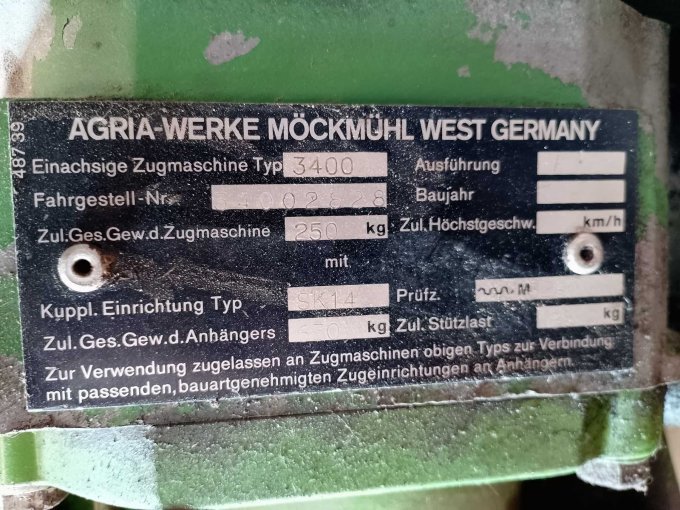 487 39
AGRIA-WERKE MÖCKMÜHL WEST GERMANY
Einachsige Zugmaschine Typ 3400 Ausführung
Fahrgestell-Nr. Baujahr
Zul.Ges.Gew.d.Zugmaschine 250 kg Zul. Höchstgeschw. km/h
mit
Kuppl. Einrichtung Typ SK14 Prüfz. M
Zul.Ges.Gew.d.Anhängers kg Zul. Stützlast kg
Zur Verwendung zugelassen an Zugmaschinen obigen Typs zur Verbindung
mit passenden, bauartgenehmigten Zugeinrichtungen an Anhängern.